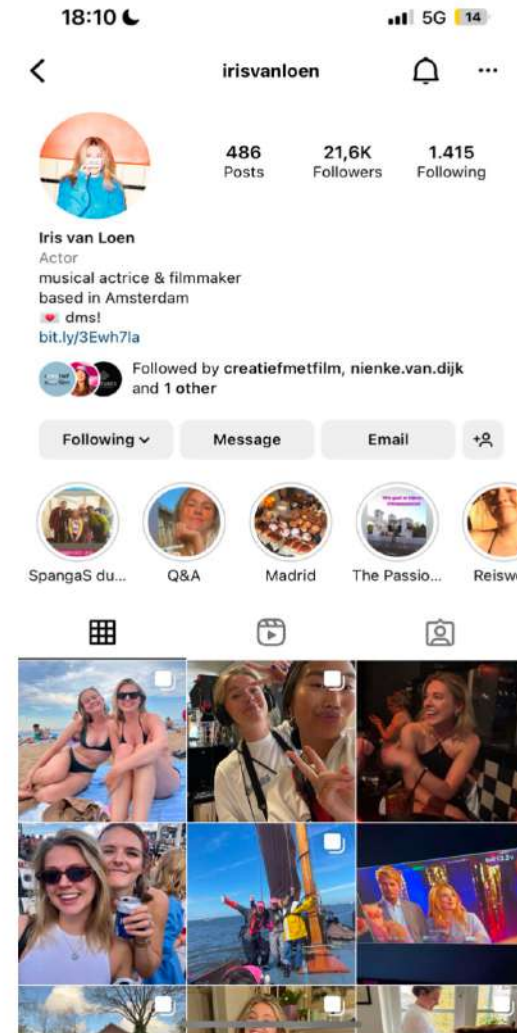 18:10
5G 14
irisvanloen
486 21,6K 1.415
Posts Followers Following
Iris van Loen
Actor
musical actrice & filmmaker
based in Amsterdam
💌 dms!
bit.ly/3Ewh7la
Followed by creatiefmetfilm, nienke.van.dijk
and 1 other
Following Message Email
SpangaS du... Q&A Madrid The Passio... Reisw